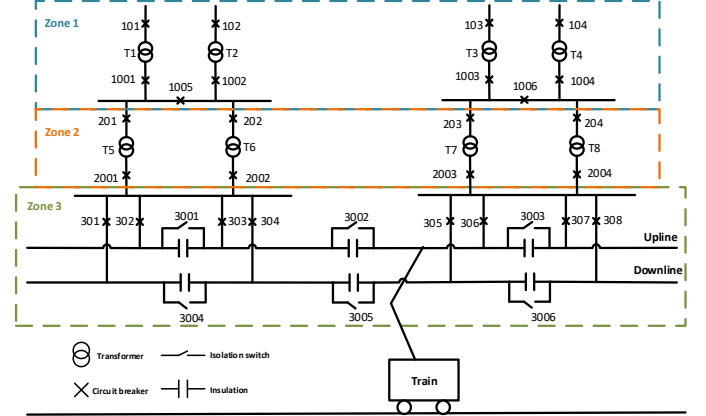 Zone 1
101
102
103
104
T1
T2
T3
T4
1001
1002
1003
1004
1005
1006
Zone 2
201
202
203
204
T5
T6
T7
T8
2001
2002
2003
2004
Zone 3
301
302
303
304
305
306
307
308
3001
3002
3003
Upline
Downline
3004
3005
3006
Transformer
Isolation switch
Circuit breaker
Insulation
Train